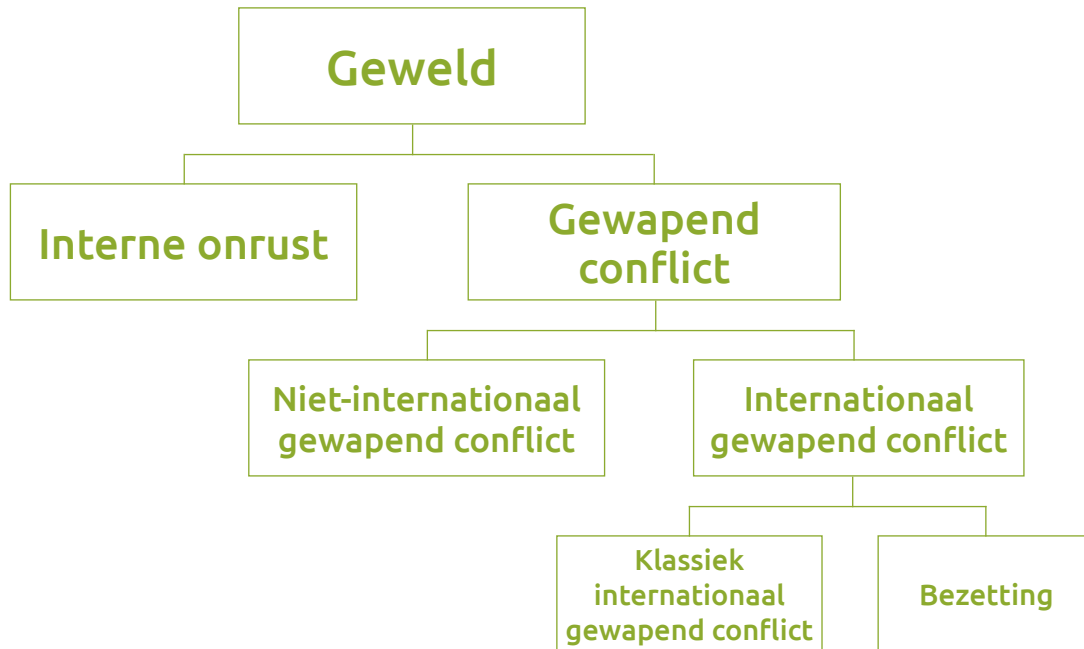 Geweld
Interne onrust
Gewapend
conflict
Niet-internationaal
gewapend conflict
Internationaal
gewapend conflict
Klassiek
internationaal
gewapend conflict
Bezetting